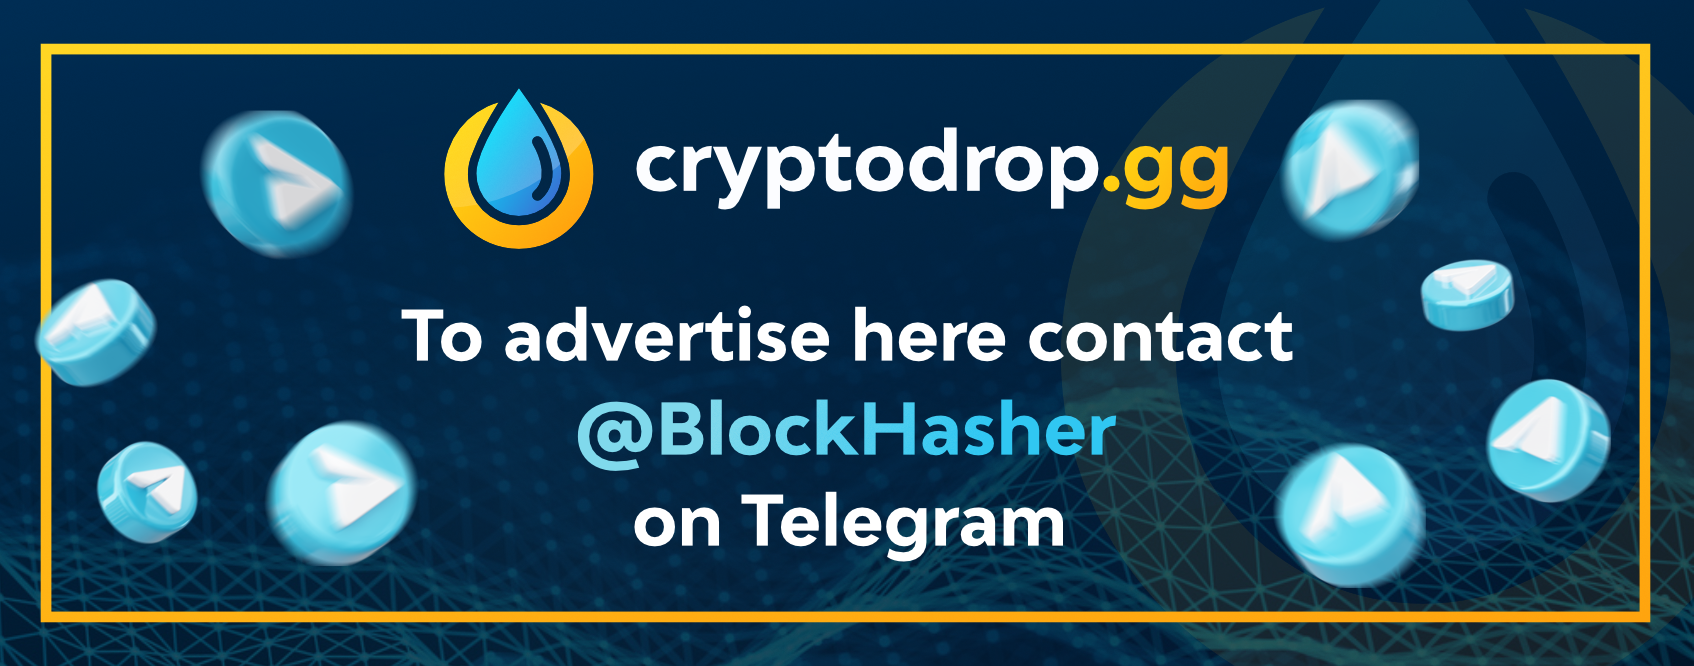 cryptodrop.gg
To advertise here contact
@BlockHasher
on Telegram